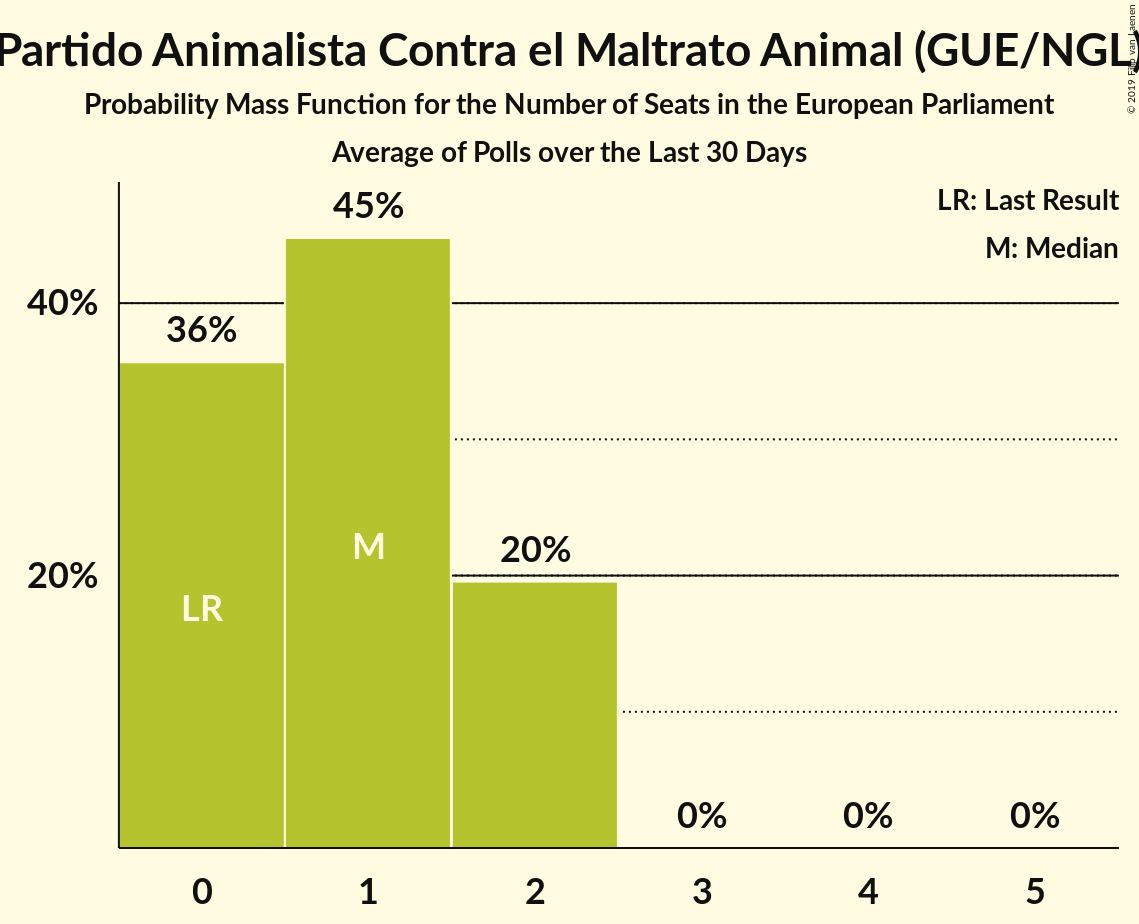 Partido Animalista Contra el Maltrato Animal (GUE/NGL)
© 2019 Filip van Laenen
Probability Mass Function for the Number of Seats in the European Parliament
Average of Polls over the Last 30 Days
LR: Last Result
M: Median
45%
40%
36%
M
20%
20%
LR
0% 0% 0%
0 1 2 3 4 5